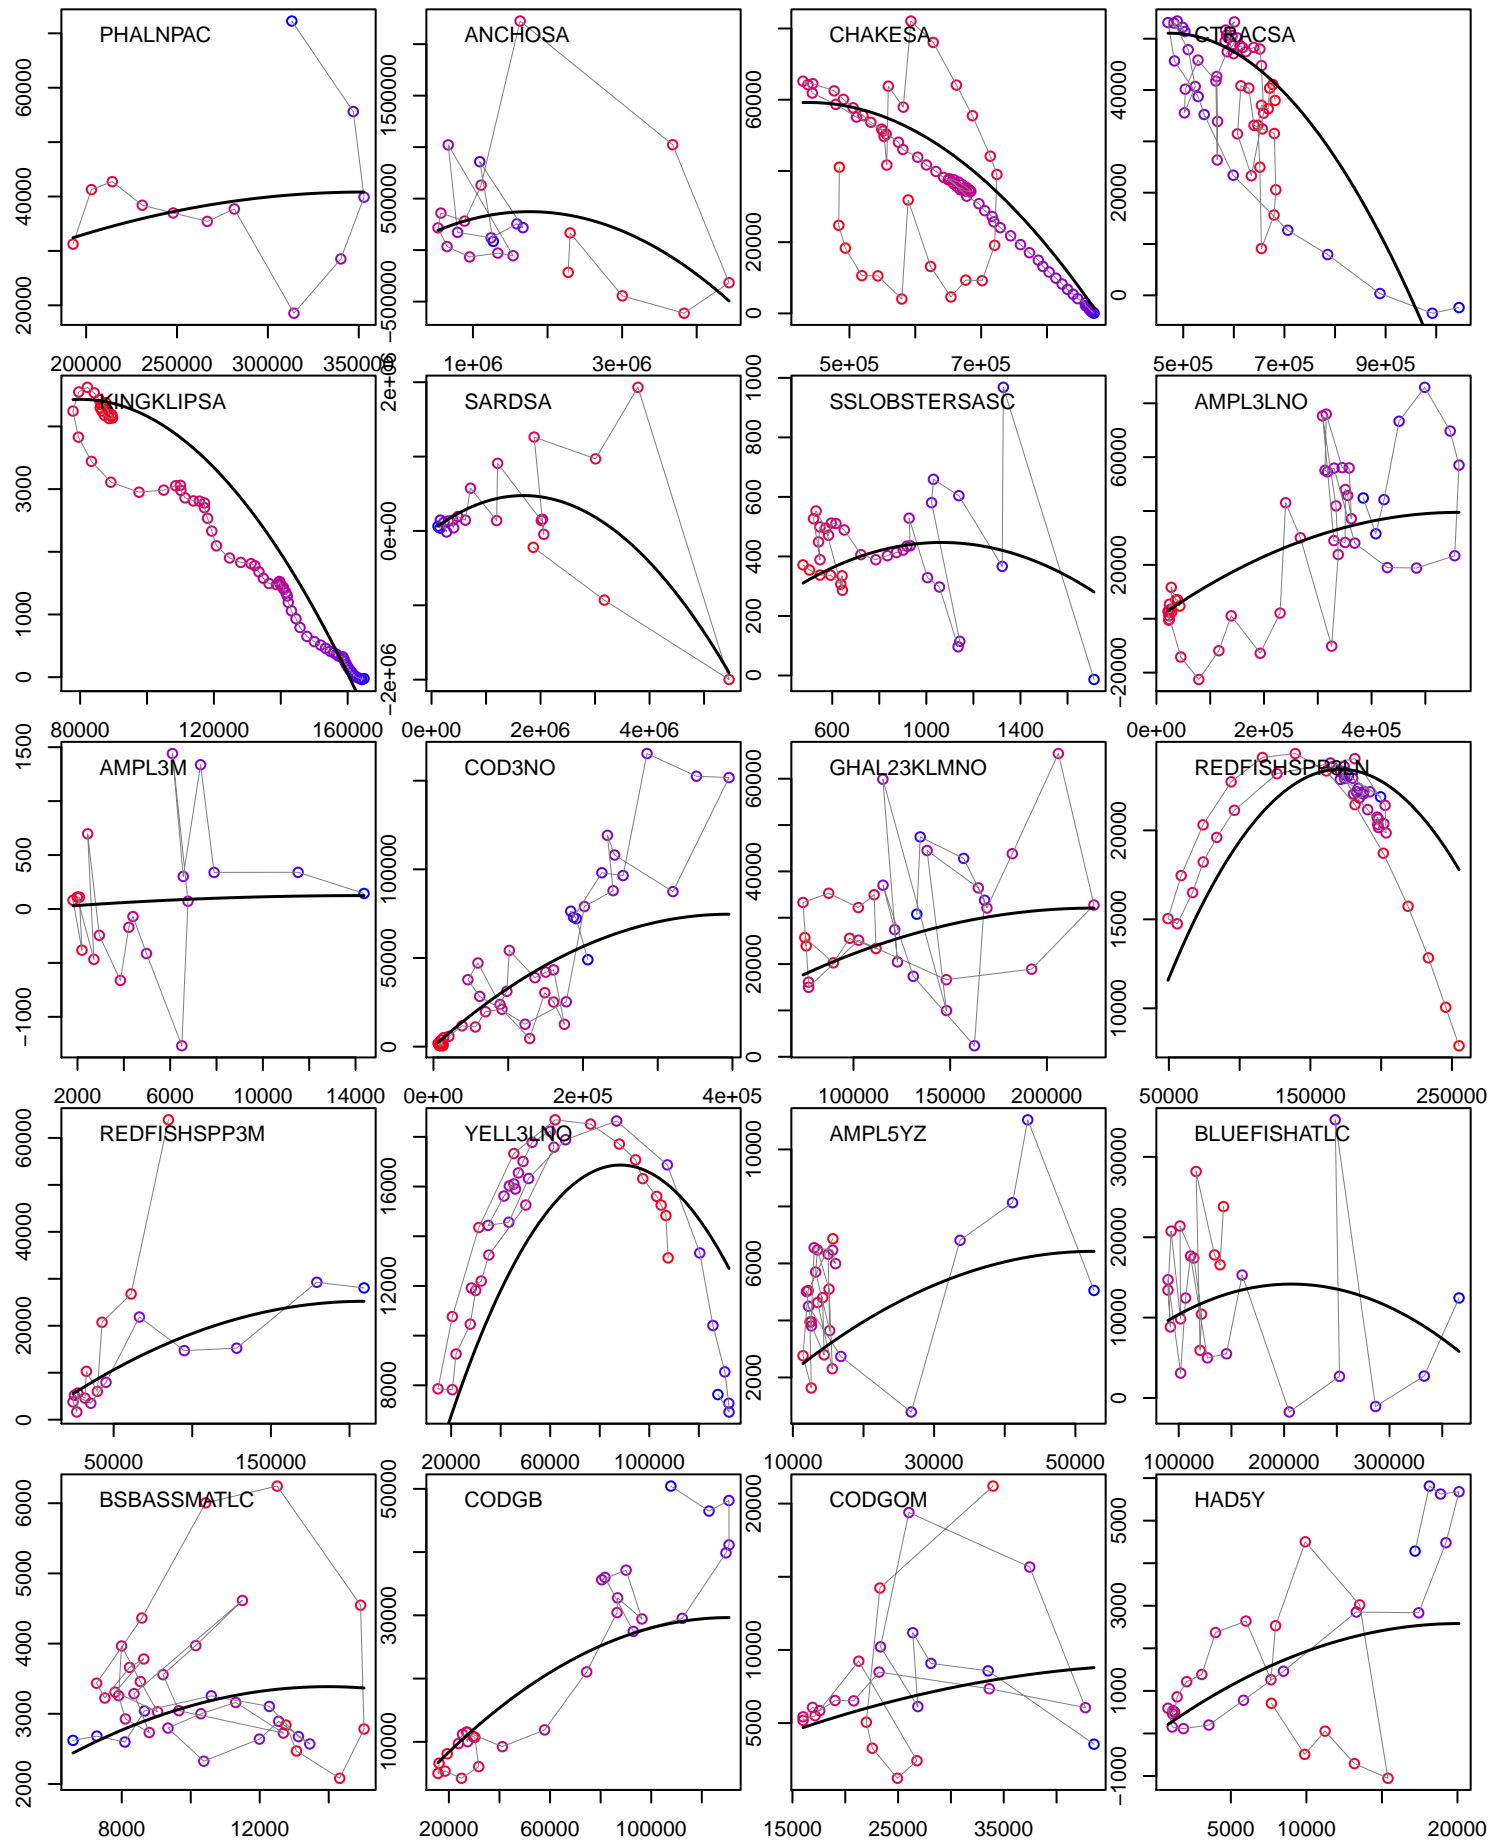 PHALNPAC
60000
40000
20000
200000 250000 300000 350000
ANCHOSA
1500000
500000
−500000
1e+06 3e+06
CHAKESA
60000
20000
0
5e+05 7e+05
CTRACSA
40000
20000
0
5e+05 7e+05 9e+05
KINGKLIPSA
3000
1000
0
80000 120000 160000
SARDSA
2e+06
0e+00
−2e+06
0e+00 2e+06 4e+06
SSLOBSTERSASC
1000
800
600
400
200
0
600 1000 1400
AMPL3LNO
60000
20000
−20000
0e+00 2e+05 4e+05
AMPL3M
1500
500
0
−1000
2000 6000 10000 14000
COD3NO
100000
50000
0
0e+00 2e+05 4e+05
GHAL23KLMNO
60000
40000
20000
0
100000 150000 200000
REDFISHSPP3LN
20000
15000
10000
50000 150000 250000
REDFISHSPP3M
60000
40000
20000
0
50000 150000
YELL3LNO
16000
12000
8000
20000 60000 100000
AMPL5YZ
10000
6000
2000
10000 30000 50000
BLUEFISHATLC
30000
20000
10000
0
100000 200000 300000
BSBASSMATLC
6000
5000
4000
3000
2000
8000 12000
CODGB
50000
30000
10000
20000 60000 100000
CODGOM
20000
10000
5000
15000 25000 35000
HAD5Y
5000
3000
1000
−1000
5000 10000 20000